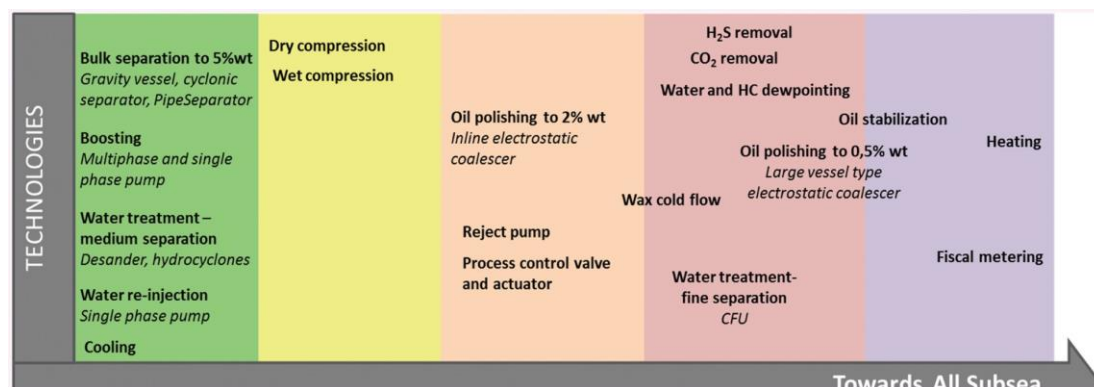 TECHNOLOGIES
Bulk separation to 5%wt
Gravity vessel, cyclonic
separator, PipeSeparator
Boosting
Multiphase and single
phase pump
Water treatment –
medium separation
Desander, hydrocyclones
Water re-injection
Single phase pump
Cooling
Dry compression
Wet compression
Oil polishing to 2% wt
Inline electrostatic
coalescer
Reject pump
Process control valve
and actuator
H₂S removal
CO₂ removal
Water and HC dewpointing
Oil stabilization
Oil polishing to 0,5% wt
Large vessel type
electrostatic coalescer
Wax cold flow
Water treatment-
fine separation
CFU
Heating
Fiscal metering
Towards All Subsea